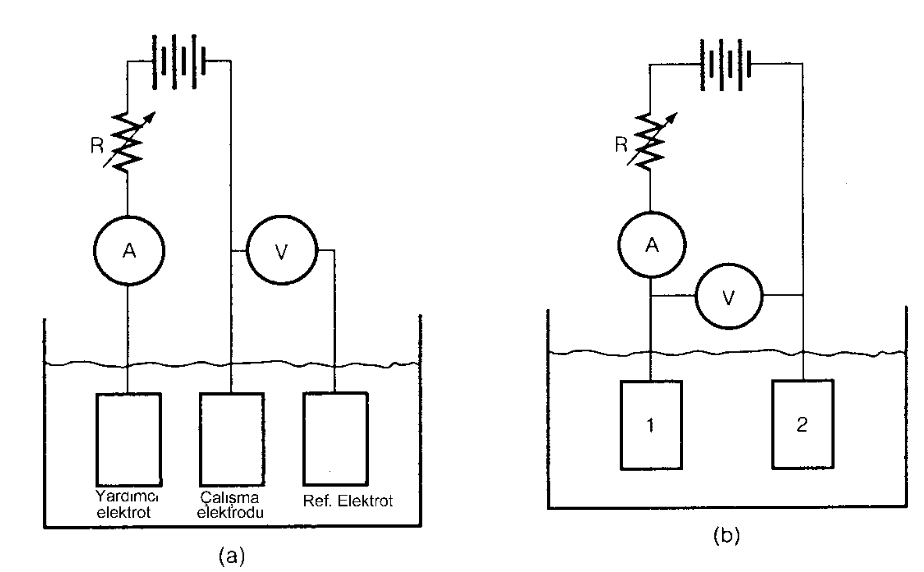 R
A
V
Yardımcı
elektrot
Çalışma
elektrodu
Ref. Elektrot
(a)
R
A
V
1
2
(b)